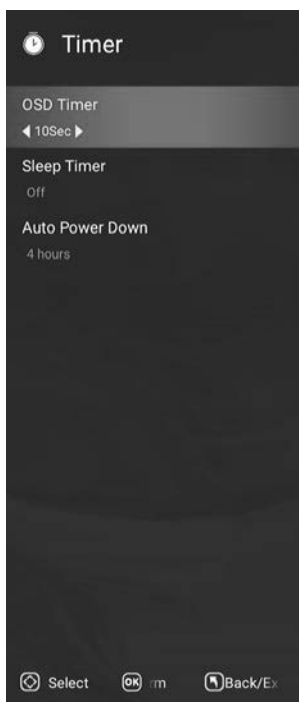 Timer
OSD Timer
10Sec
Sleep Timer
Off
Auto Power Down
4 hours
Select
OK
Back/Ex